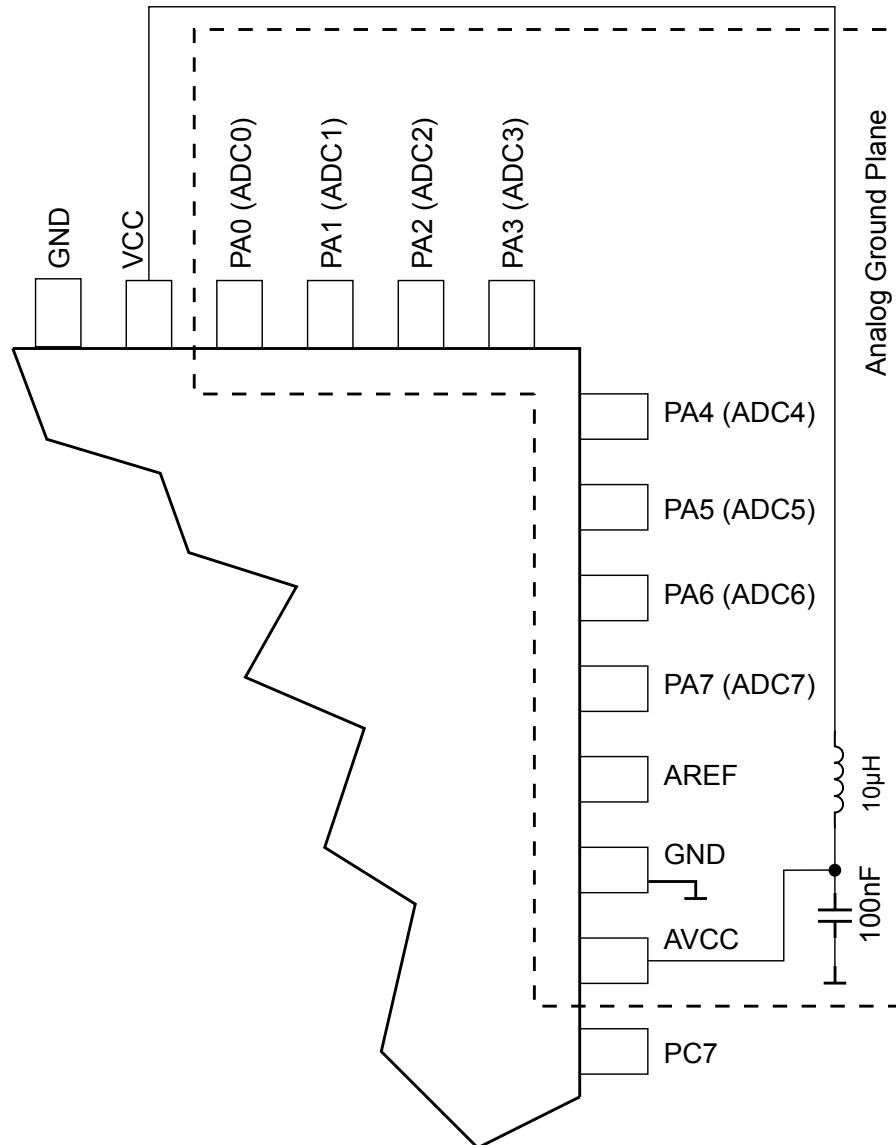 GND
VCC
PA0 (ADC0)
PA1 (ADC1)
PA2 (ADC2)
PA3 (ADC3)
Analog Ground Plane
PA4 (ADC4)
PA5 (ADC5)
PA6 (ADC6)
PA7 (ADC7)
AREF
10µH
GND
100nF
AVCC
PC7